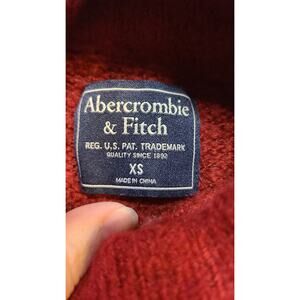 Abercrombie
& Fitch
REG. U.S. PAT. TRADEMARK
QUALITY SINCE 1892
XS
MADE IN CHINA